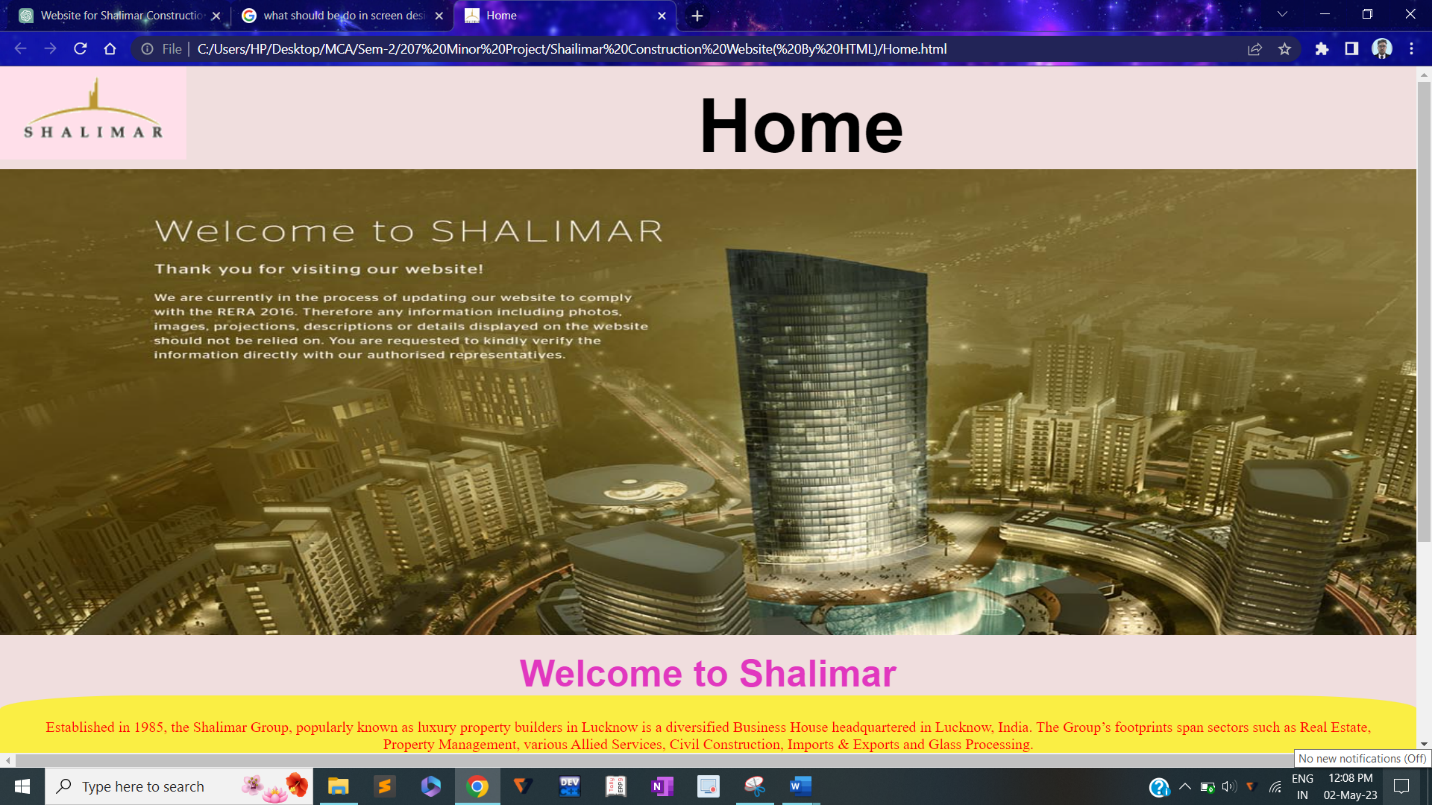 Website for Shalimar Constructio
what should be do in screen desi
Home
File
C:/Users/HP/Desktop/MCA/Sem-2/207%20Minor%20Project/Shailimar%20Construction%20Website(%20By%20HTML)/Home.html
SHALIMAR
Home
Welcome to SHALIMAR
Thank you for visiting our website!
We are currently in the process of updating our website to comply
with the RERA 2016. Therefore any information including photos,
images, projections, descriptions or details displayed on the website
should not be relied on. You are requested to kindly verify the
information directly with our authorised representatives.
Welcome to Shalimar
Established in 1985, the Shalimar Group, popularly known as luxury property builders in Lucknow is a diversified Business House headquartered in Lucknow, India. The Group’s footprints span sectors such as Real Estate,
Property Management, various Allied Services, Civil Construction, Imports & Exports and Glass Processing.
No new notifications (Off)
Type here to search
DEV
N
W
ENG
IN
12:08 PM
02-May-23